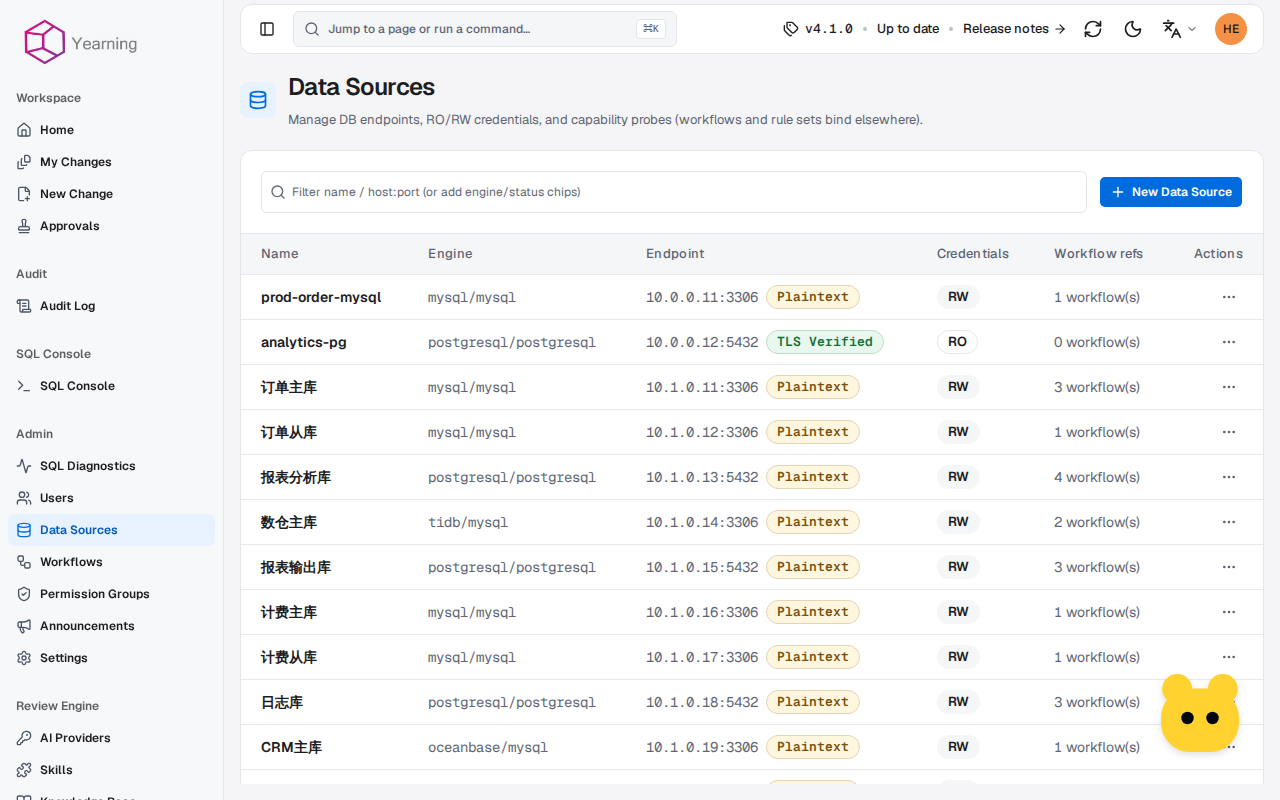 Yearning
Jump to a page or run a command...
⌘K
v4.1.0
Up to date
Release notes →
HE
Workspace
Home
My Changes
New Change
Approvals
Audit
Audit Log
SQL Console
SQL Console
Admin
SQL Diagnostics
Users
Data Sources
Workflows
Permission Groups
Announcements
Settings
Review Engine
AI Providers
Skills
Data Sources
Manage DB endpoints, RO/RW credentials, and capability probes (workflows and rule sets bind elsewhere).
Filter name / host:port (or add engine/status chips)
New Data Source
Name Engine Endpoint Credentials Workflow refs Actions
prod-order-mysql mysql/mysql 10.0.0.11:3306 Plaintext RW 1 workflow(s)
analytics-pg postgresql/postgresql 10.0.0.12:5432 TLS Verified RO 0 workflow(s)
订单主库 mysql/mysql 10.1.0.11:3306 Plaintext RW 3 workflow(s)
订单从库 mysql/mysql 10.1.0.12:3306 Plaintext RW 1 workflow(s)
报表分析库 postgresql/postgresql 10.1.0.13:5432 Plaintext RW 4 workflow(s)
数仓主库 tidb/mysql 10.1.0.14:3306 Plaintext RW 2 workflow(s)
报表输出库 postgresql/postgresql 10.1.0.15:5432 Plaintext RW 3 workflow(s)
计费主库 mysql/mysql 10.1.0.16:3306 Plaintext RW 1 workflow(s)
计费从库 mysql/mysql 10.1.0.17:3306 Plaintext RW 1 workflow(s)
日志库 postgresql/postgresql 10.1.0.18:5432 Plaintext RW 3 workflow(s)
CRM主库 oceanbase/mysql 10.1.0.19:3306 Plaintext RW 1 workflow(s)